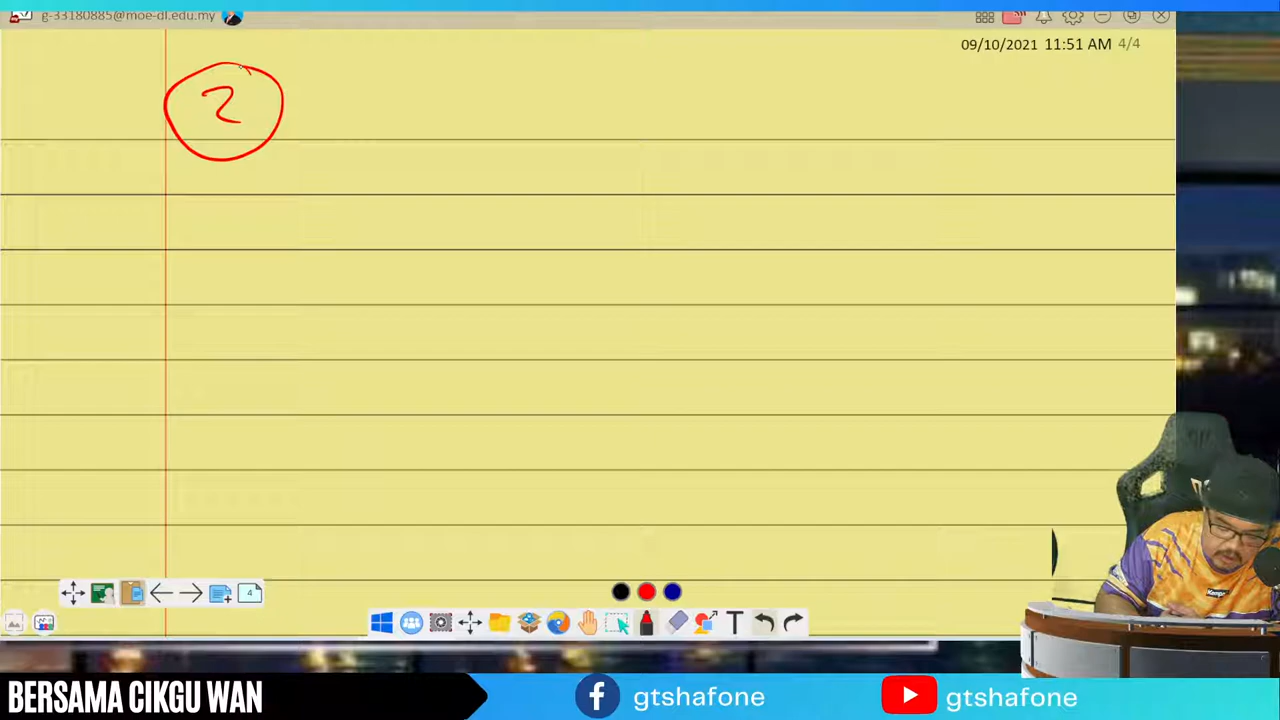 g-33180885@moe-dl.edu.my
09/10/2021 11:51 AM 4/4
2
4
T
BERSAMA CIKGU WAN
gtshafone
gtshafone